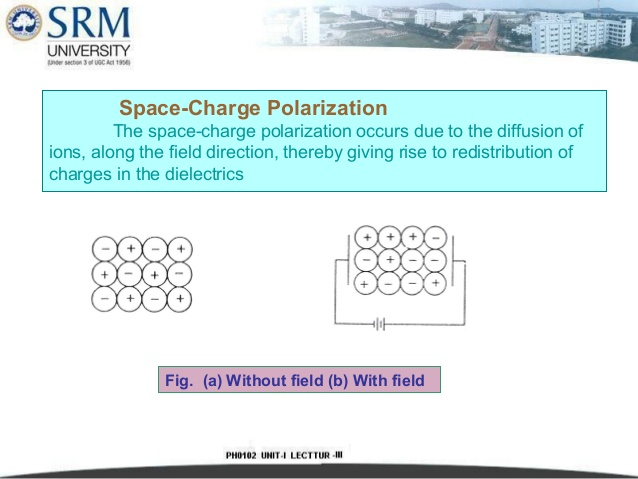 SRM
UNIVERSITY
(Under section 3 of UGC Act 1956)
Space-Charge Polarization
The space-charge polarization occurs due to the diffusion of
ions, along the field direction, thereby giving rise to redistribution of
charges in the dielectrics
− + − +
+ − + −
− + − +
+ + + −
− + − −
+ − − +
Fig. (a) Without field (b) With field
PH0102 UNIT-I LECTTUR -III